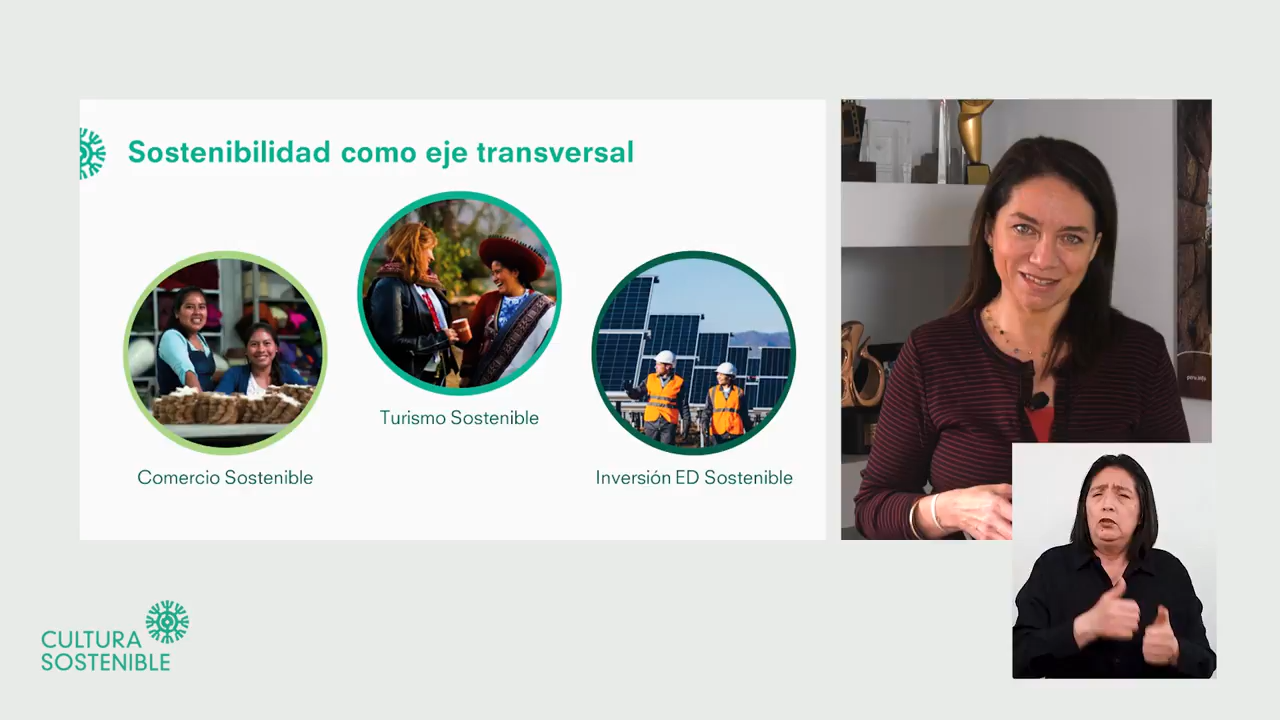 Sostenibilidad como eje transversal
Turismo Sostenible
Comercio Sostenible
Inversión ED Sostenible
CULTURA
SOSTENIBLE